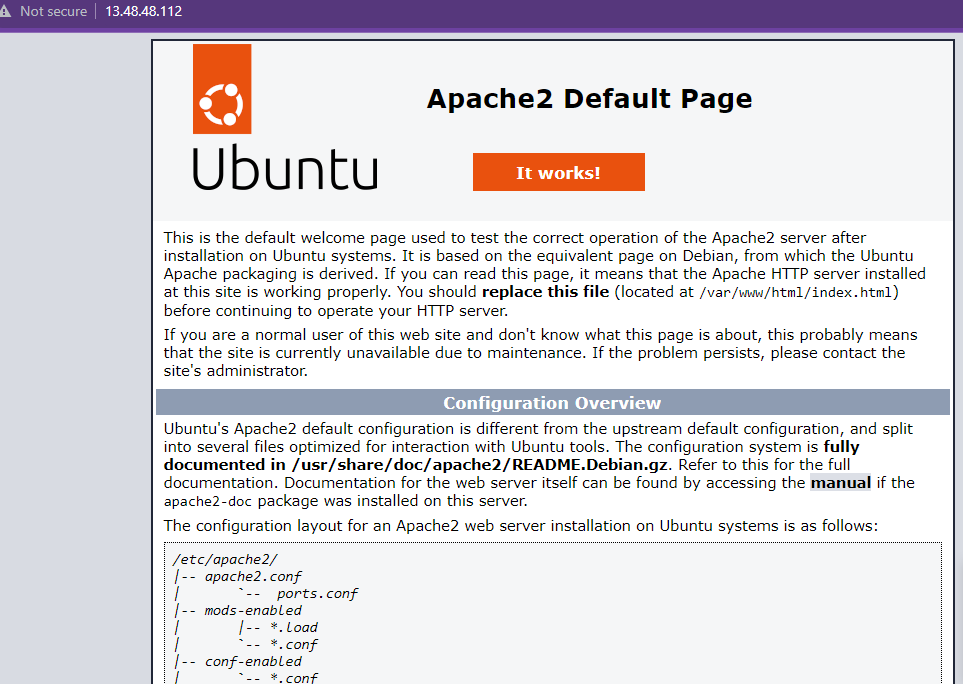 Not secure 13.48.48.112
Apache2 Default Page
Ubuntu
It works!
This is the default welcome page used to test the correct operation of the Apache2 server after
installation on Ubuntu systems. It is based on the equivalent page on Debian, from which the Ubuntu
Apache packaging is derived. If you can read this page, it means that the Apache HTTP server installed
at this site is working properly. You should replace this file (located at /var/www/html/index.html)
before continuing to operate your HTTP server.
If you are a normal user of this web site and don't know what this page is about, this probably means
that the site is currently unavailable due to maintenance. If the problem persists, please contact the
site's administrator.
Configuration Overview
Ubuntu's Apache2 default configuration is different from the upstream default configuration, and split
into several files optimized for interaction with Ubuntu tools. The configuration system is fully
documented in /usr/share/doc/apache2/README.Debian.gz. Refer to this for the full
documentation. Documentation for the web server itself can be found by accessing the manual if the
apache2-doc package was installed on this server.
The configuration layout for an Apache2 web server installation on Ubuntu systems is as follows:
/etc/apache2/
|-- apache2.conf
|       `--  ports.conf
|-- mods-enabled
|       |-- *.load
|       `-- *.conf
|-- conf-enabled
|       `-- *.conf